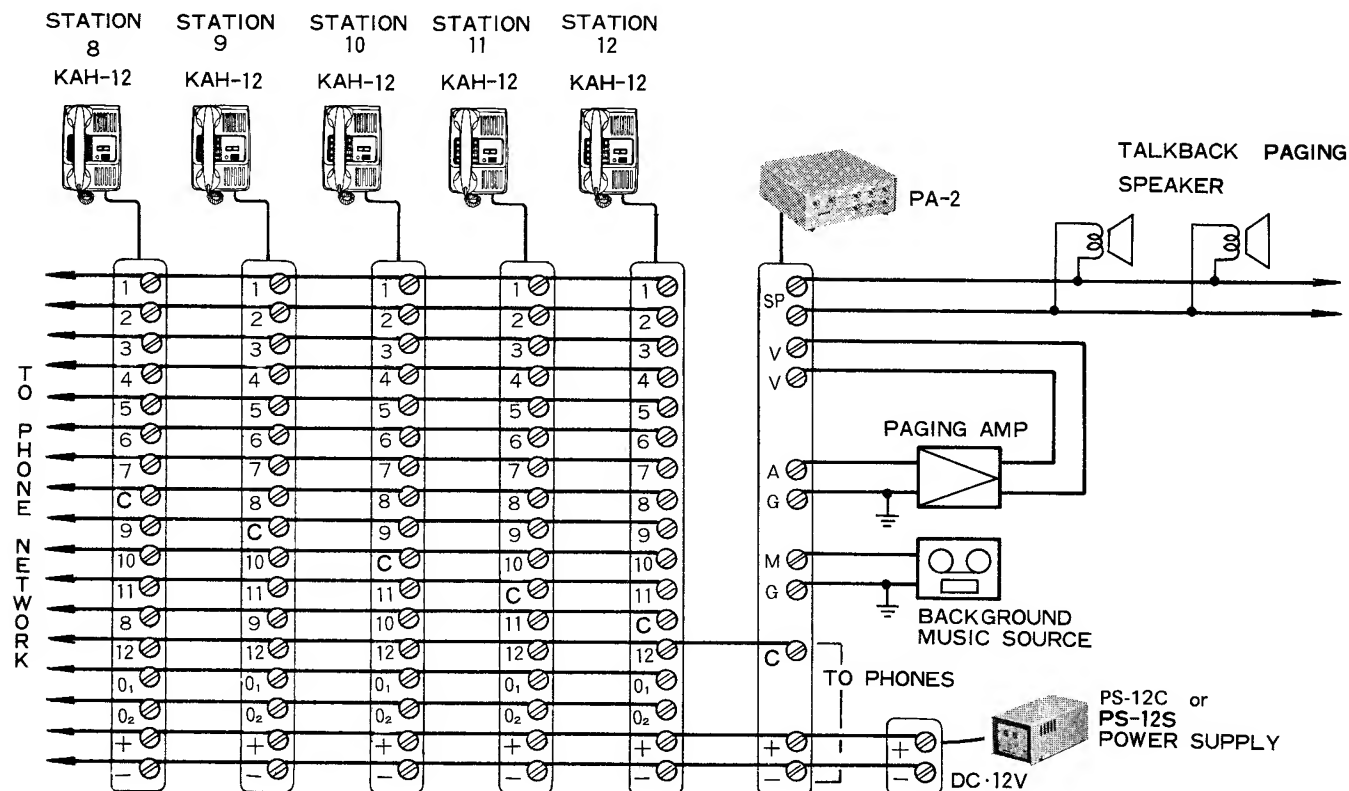 STATION 8
KAH-12
STATION 9
KAH-12
STATION 10
KAH-12
STATION 11
KAH-12
STATION 12
KAH-12
TALKBACK PAGING
SPEAKER
PA-2
TO PHONE NETWORK
1
2
3
4
5
6
7
C
9
10
11
8
12
0₁
0₂
+
−
1
2
3
4
5
6
7
8
C
10
11
9
12
0₁
0₂
+
−
1
2
3
4
5
6
7
8
9
C
11
10
12
0₁
0₂
+
−
1
2
3
4
5
6
7
8
9
10
C
11
12
0₁
0₂
+
−
1
2
3
4
5
6
7
8
9
10
11
C
12
0₁
0₂
+
−
SP
V
V
A
G
M
G
C
+
−
PAGING AMP
BACKGROUND
MUSIC SOURCE
TO PHONES
+
−
DC·12V
PS-12C or
PS-12S
POWER SUPPLY